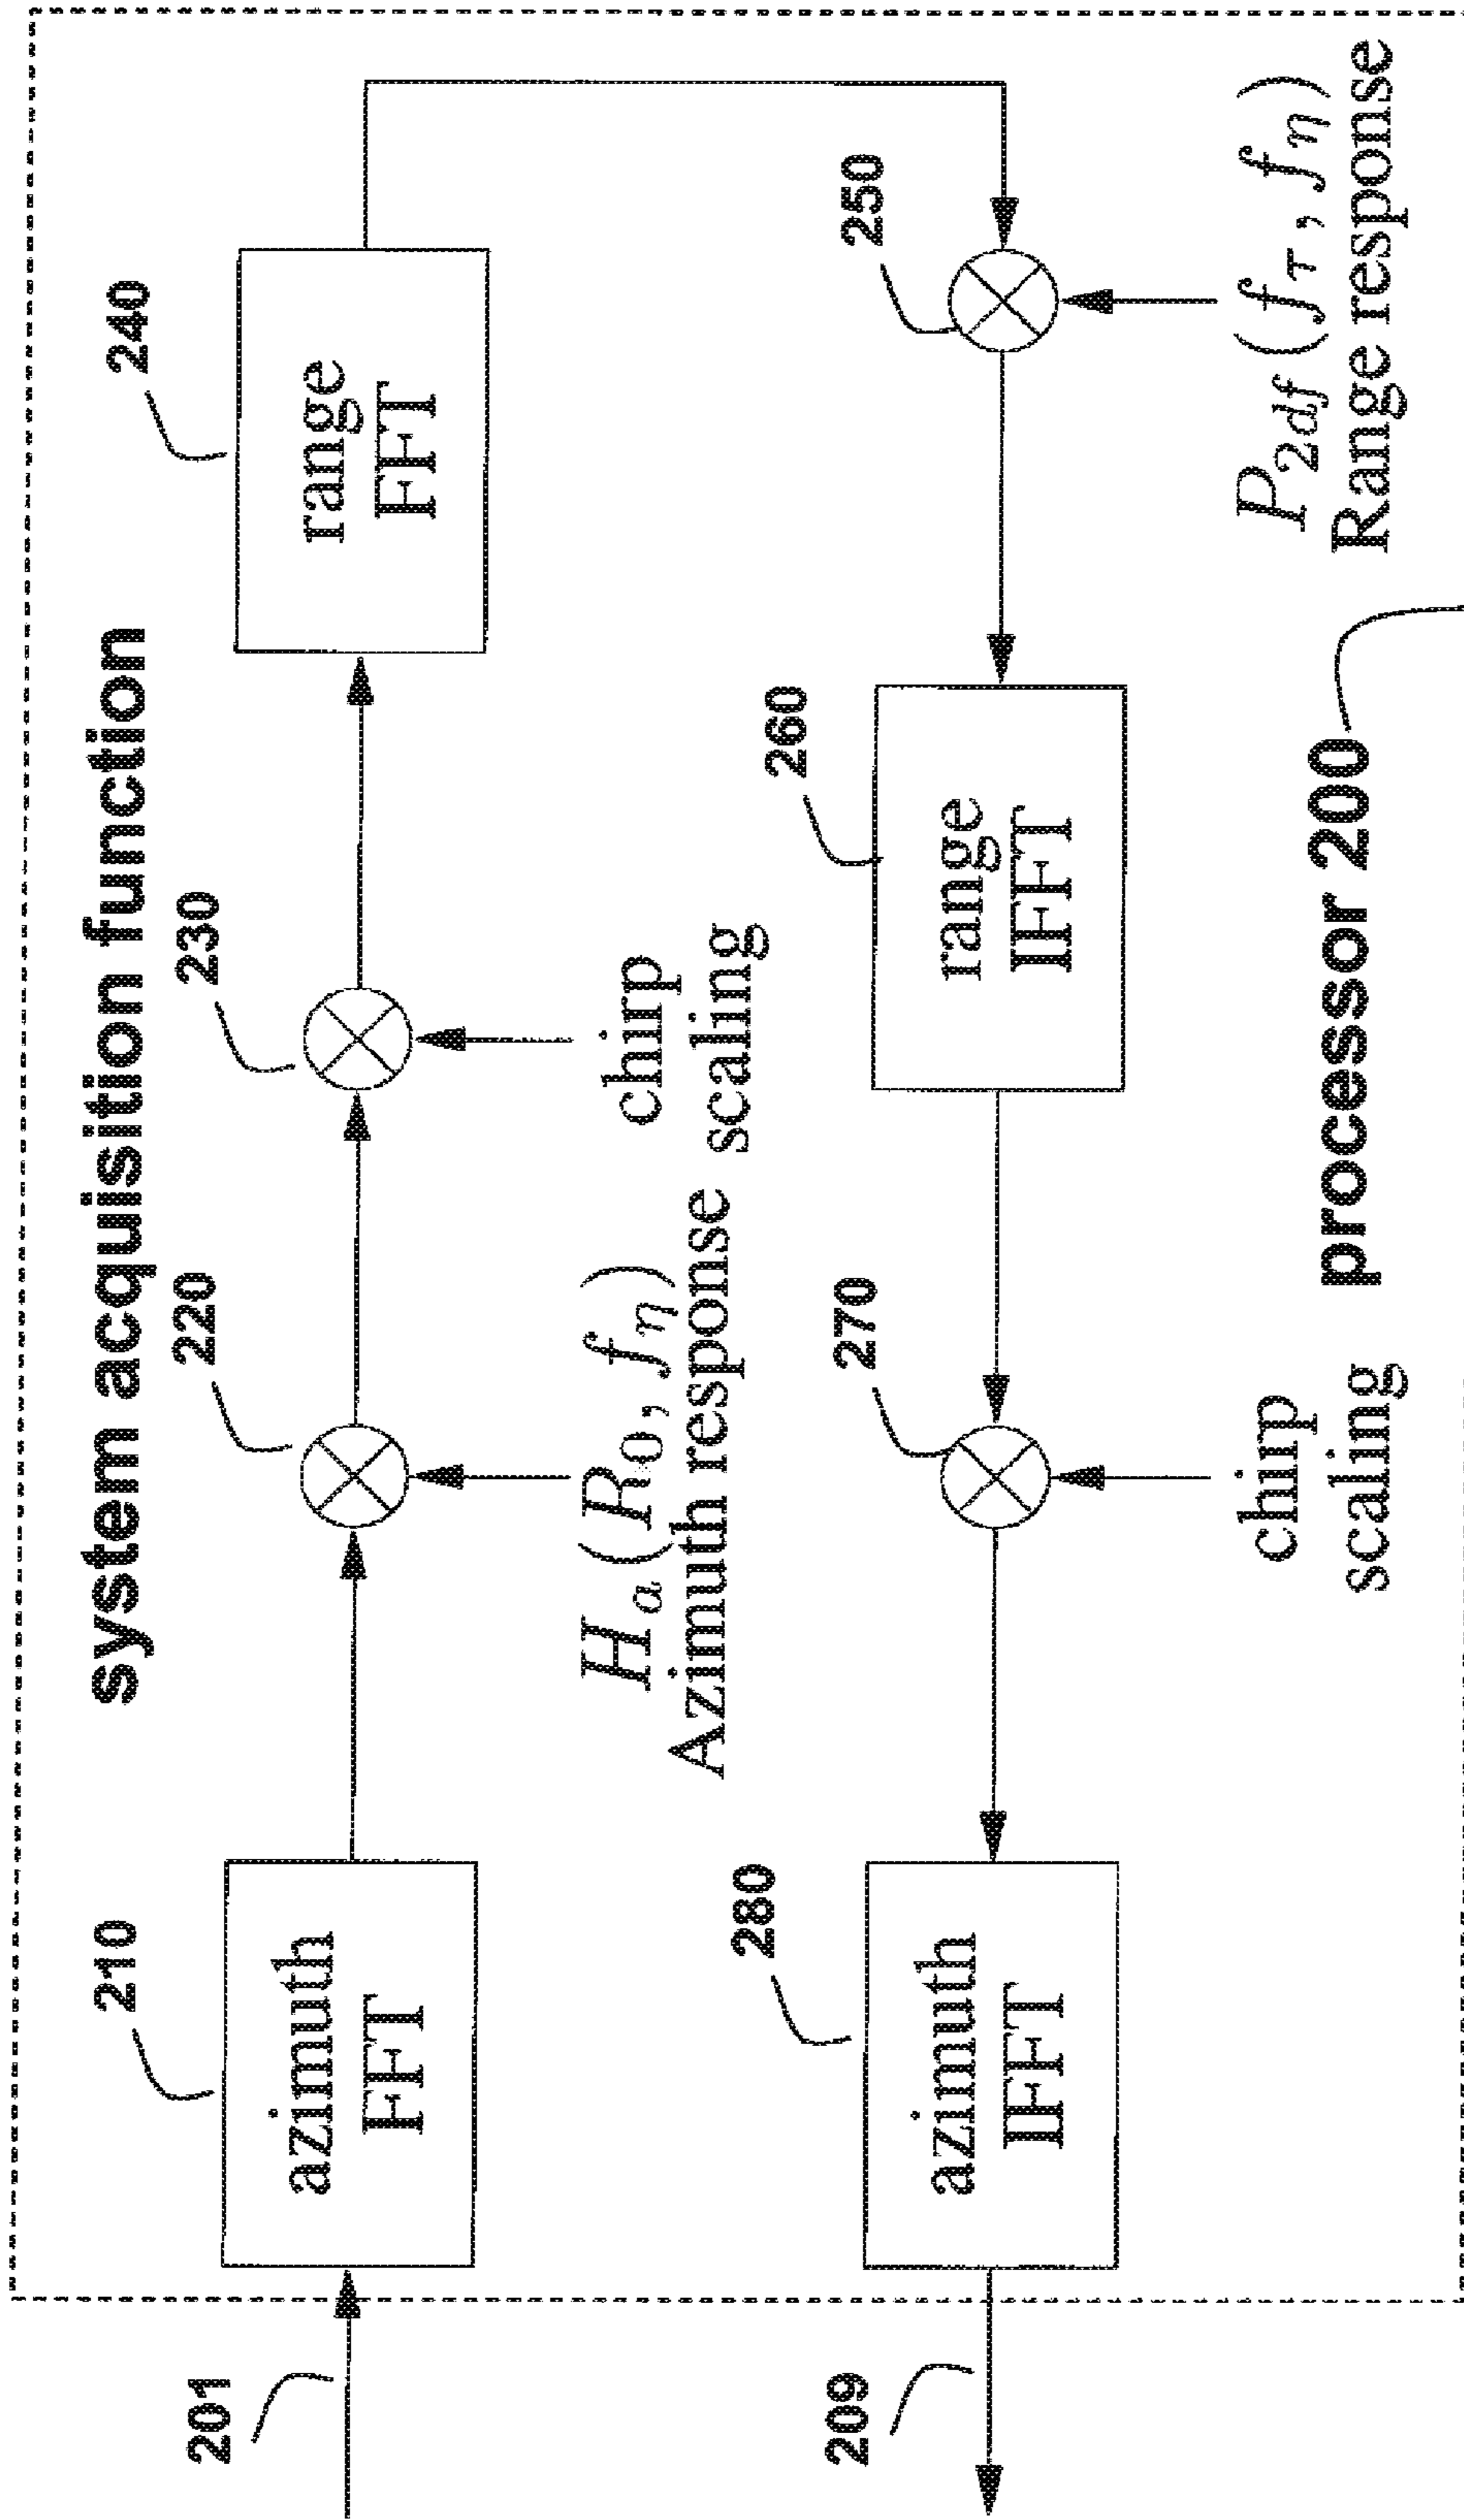 system acquisition function
210
220
230
240
201
azimuth
FFT
range
FFT
H_a (R_0, f_η)
Azimuth response
chirp
scaling
280
270
260
250
209
azimuth
IFFT
range
IFFT
chirp
scaling
P_2df (f_τ, f_η)
Range response
processor 200